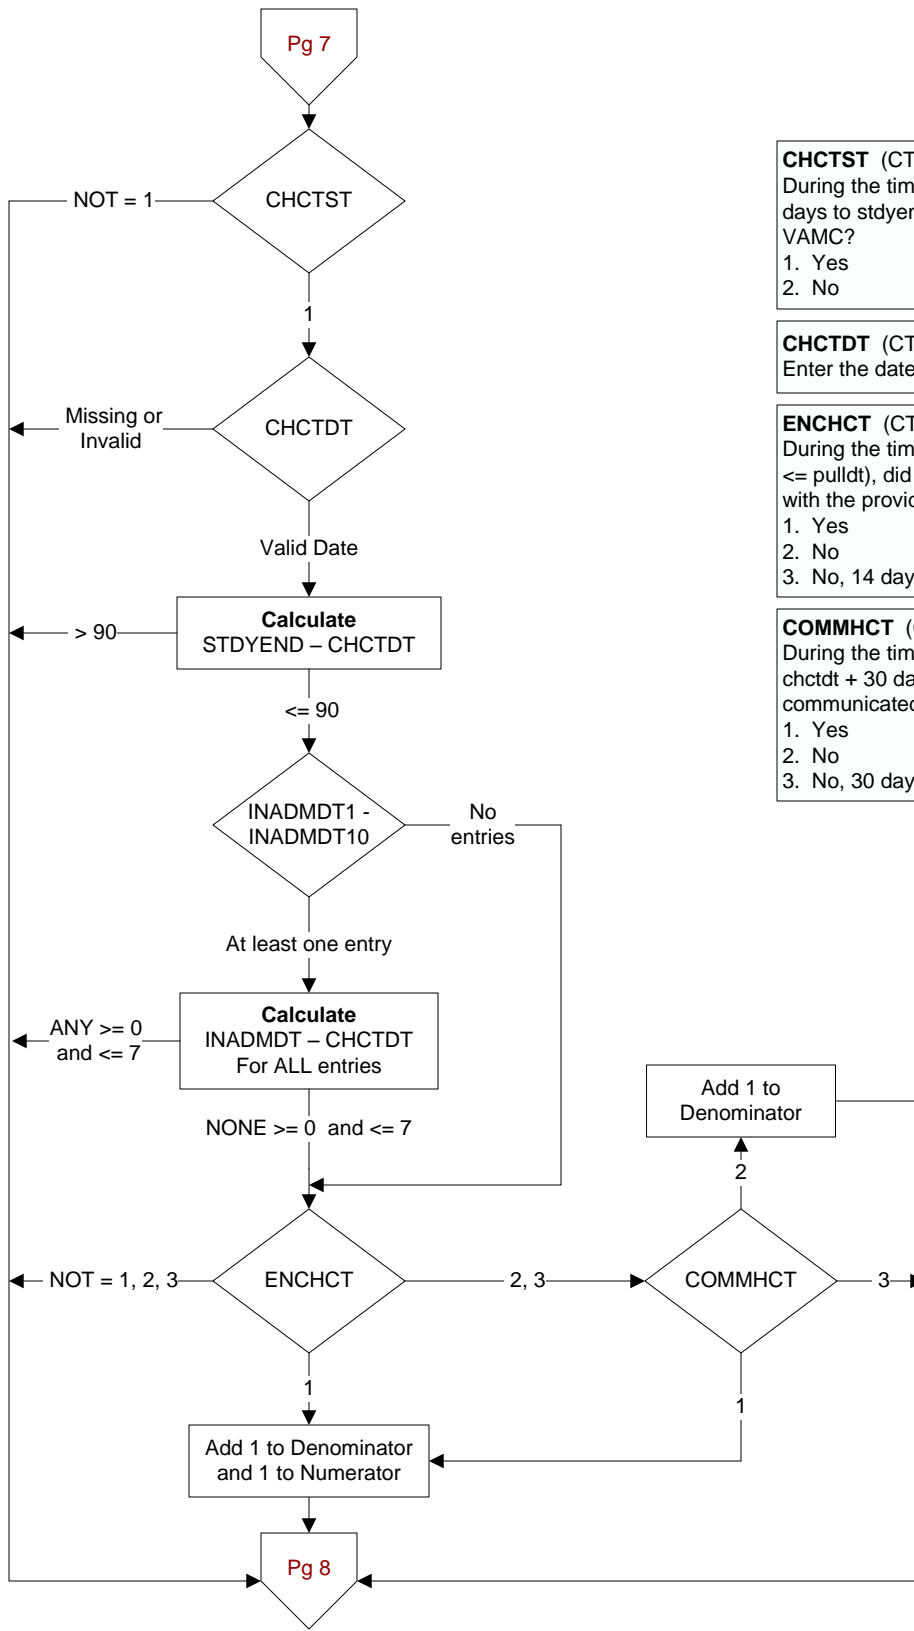 Pg 7
CHCTST
NOT = 1
1
CHCTDT
Missing or
Invalid
Valid Date
Calculate
STDYEND – CHCTDT
> 90
<= 90
INADMDT1 -
INADMDT10
No
entries
At least one entry
Calculate
INADMDT – CHCTDT
For ALL entries
ANY >= 0
and <= 7
NONE >= 0 and <= 7
ENCHCT
NOT = 1, 2, 3
2, 3
COMMHCT
2
Add 1 to
Denominator
3
1
1
Add 1 to Denominator
and 1 to Numerator
Pg 8
CHCTST (CT
During the tim
days to stdyen
VAMC?
1. Yes
2. No
CHCTDT (CT
Enter the date
ENCHCT (CT
During the tim
<= pulldt), did
with the provid
1. Yes
2. No
3. No, 14 day
COMMHCT (
During the tim
chctdt + 30 da
communicated
1. Yes
2. No
3. No, 30 day